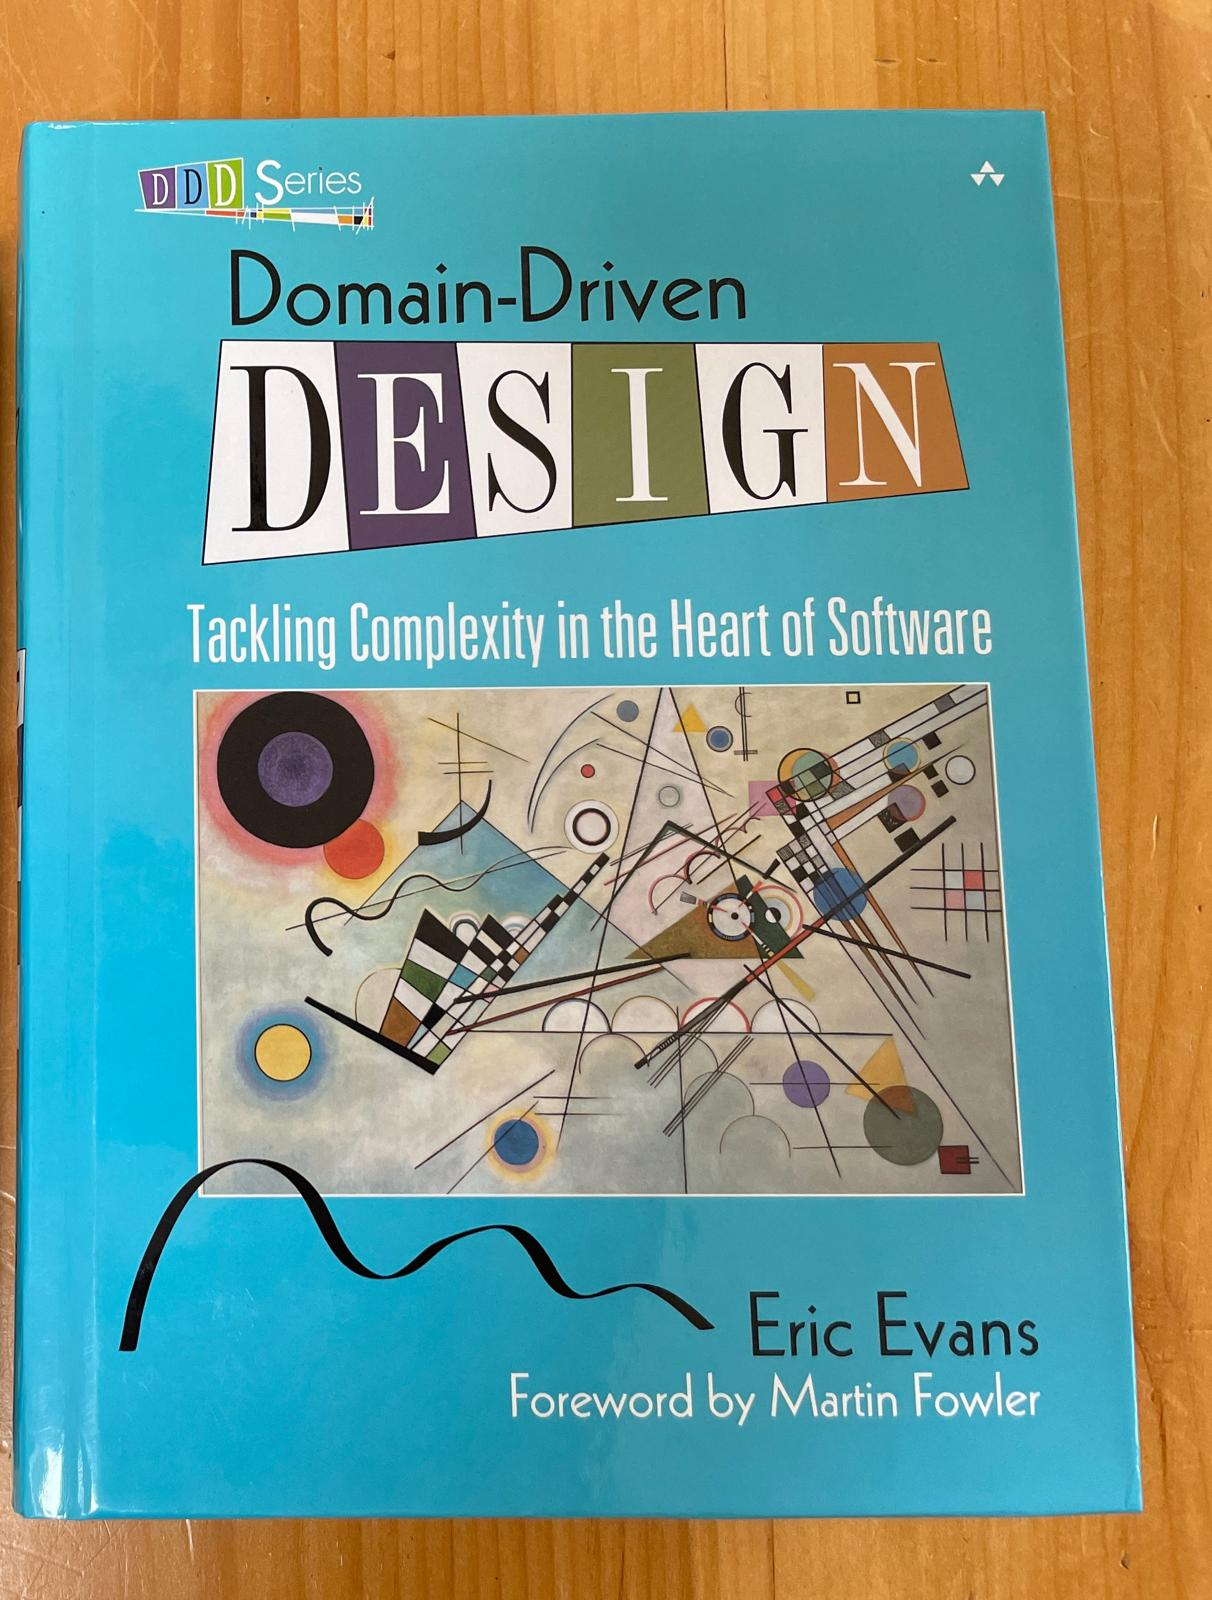 DDD Series
Domain-Driven
DESIGN
Tackling Complexity in the Heart of Software
Eric Evans
Foreword by Martin Fowler